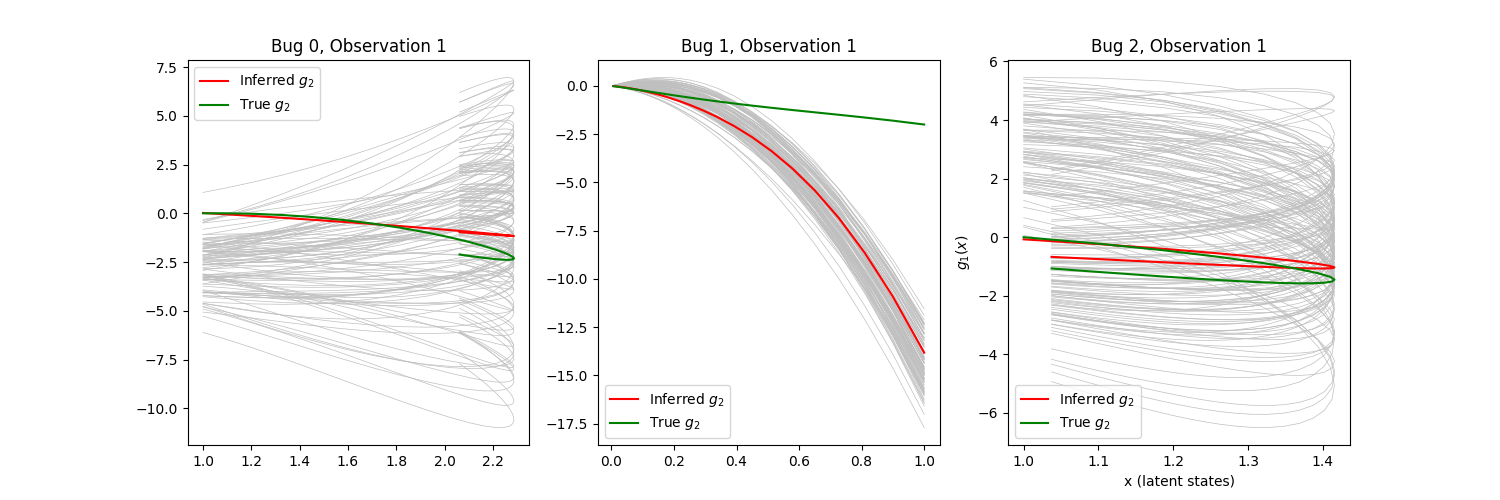 Bug 0, Observation 1
Inferred g₂
True g₂
7.5
5.0
2.5
0.0
−2.5
−5.0
−7.5
−10.0
1.0 1.2 1.4 1.6 1.8 2.0 2.2
Bug 1, Observation 1
0.0
−2.5
−5.0
−7.5
−10.0
−12.5
−15.0
−17.5
Inferred g₂
True g₂
0.0 0.2 0.4 0.6 0.8 1.0
Bug 2, Observation 1
g₁(x)
6
4
2
0
−2
−4
−6
Inferred g₂
True g₂
1.0 1.1 1.2 1.3 1.4
x (latent states)